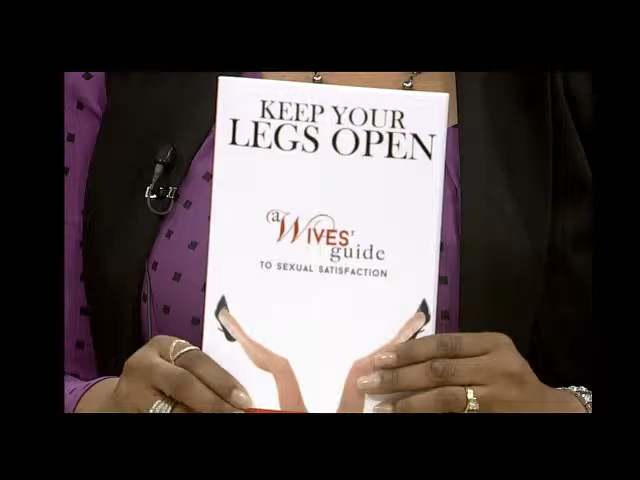 KEEP YOUR
LEGS OPEN
a WIVES'
guide
TO SEXUAL SATISFACTION